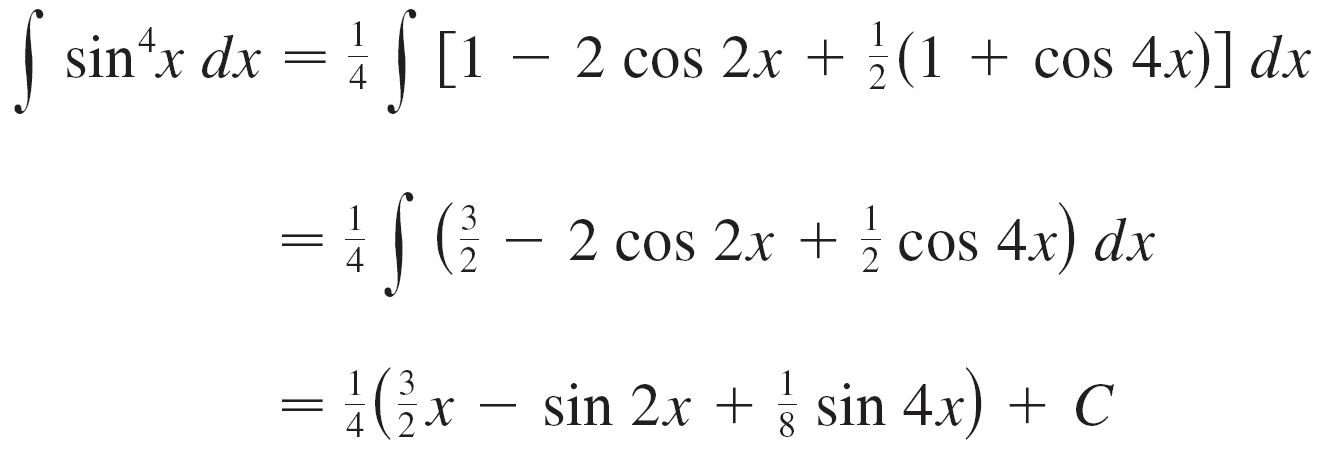 ∫ sin⁴x dx = ¼ ∫ [1 − 2 cos 2x + ½(1 + cos 4x)] dx
= ¼ ∫ (3/2 − 2 cos 2x + ½ cos 4x) dx
= ¼(3/2 x − sin 2x + ⅛ sin 4x) + C